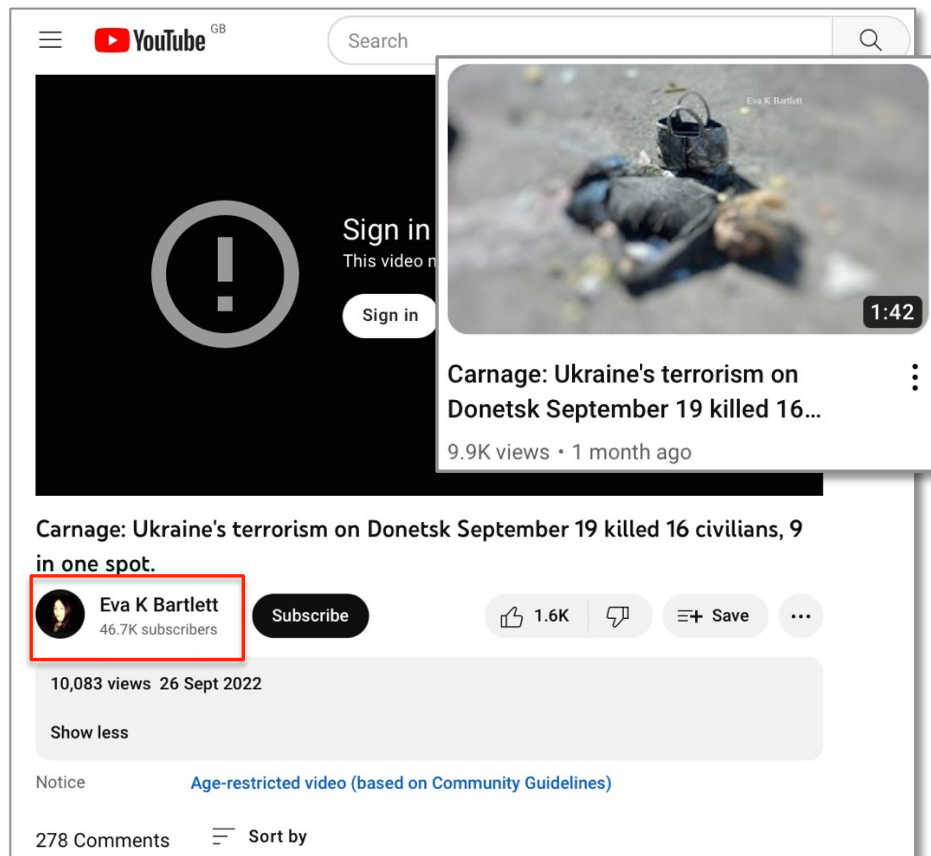 YouTube GB
Search
Eva K Bartlett
Sign in
This video
Sign in
1:42
Carnage: Ukraine's terrorism on
Donetsk September 19 killed 16...
9.9K views • 1 month ago
Carnage: Ukraine's terrorism on Donetsk September 19 killed 16 civilians, 9
in one spot.
Eva K Bartlett
46.7K subscribers
Subscribe
1.6K
Save
10,083 views 26 Sept 2022
Show less
Notice
Age-restricted video (based on Community Guidelines)
278 Comments
Sort by